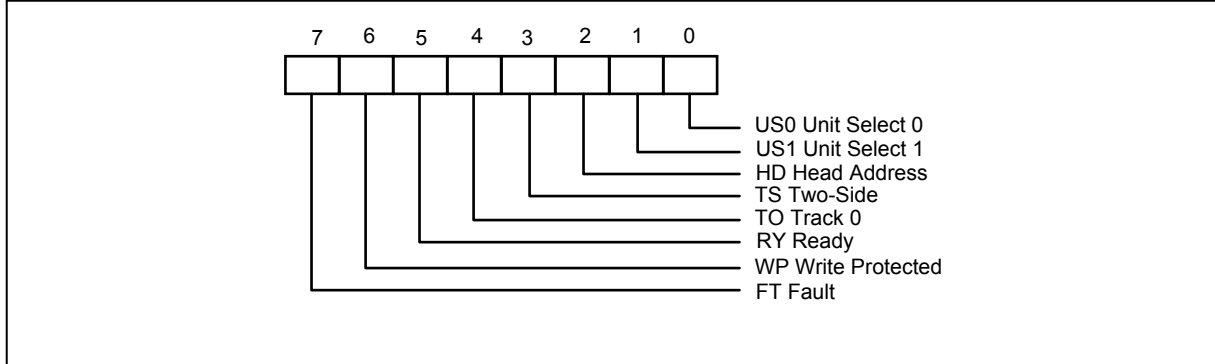 7 6 5 4 3 2 1 0
US0 Unit Select 0
US1 Unit Select 1
HD Head Address
TS Two-Side
TO Track 0
RY Ready
WP Write Protected
FT Fault